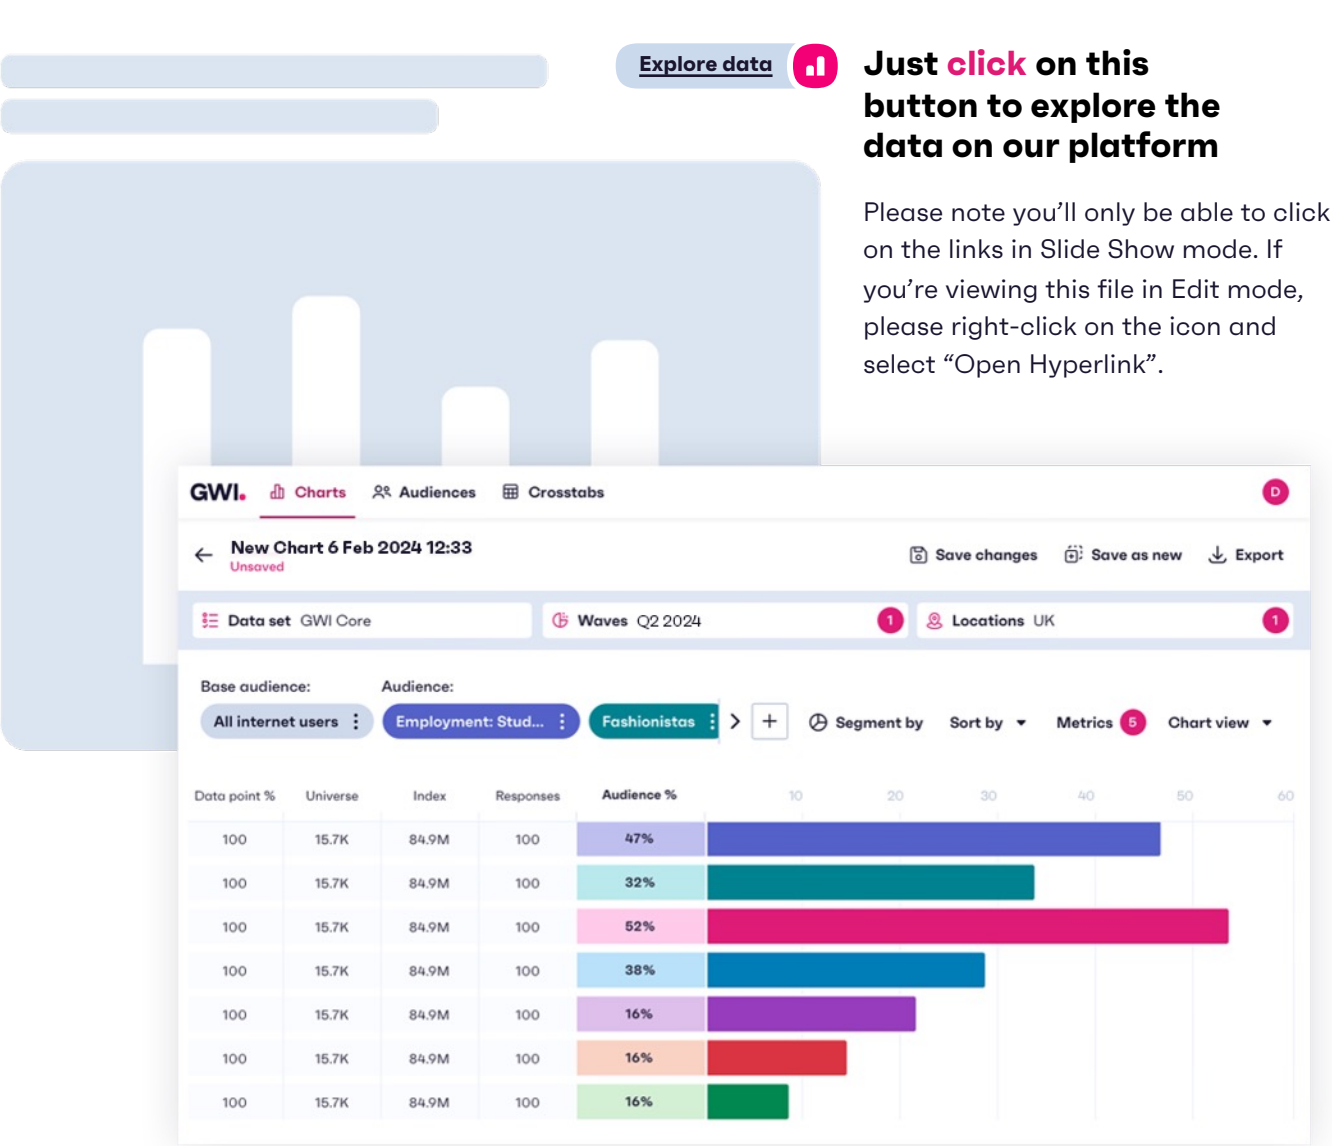 Explore data
Just click on this
button to explore the
data on our platform
Please note you’ll only be able to click
on the links in Slide Show mode. If
you’re viewing this file in Edit mode,
please right-click on the icon and
select “Open Hyperlink”.
GWI. Charts Audiences Crosstabs D
New Chart 6 Feb 2024 12:33
Unsaved
Save changes Save as new Export
Data set GWI Core Waves Q2 2024 1 Locations UK 1
Base audience: Audience:
All internet users Employment: Stud... Fashionistas Segment by Sort by Metrics 5 Chart view
Data point % Universe Index Responses Audience % 10 20 30 40 50 60
100 15.7K 84.9M 100 47%
100 15.7K 84.9M 100 32%
100 15.7K 84.9M 100 52%
100 15.7K 84.9M 100 38%
100 15.7K 84.9M 100 16%
100 15.7K 84.9M 100 16%
100 15.7K 84.9M 100 16%